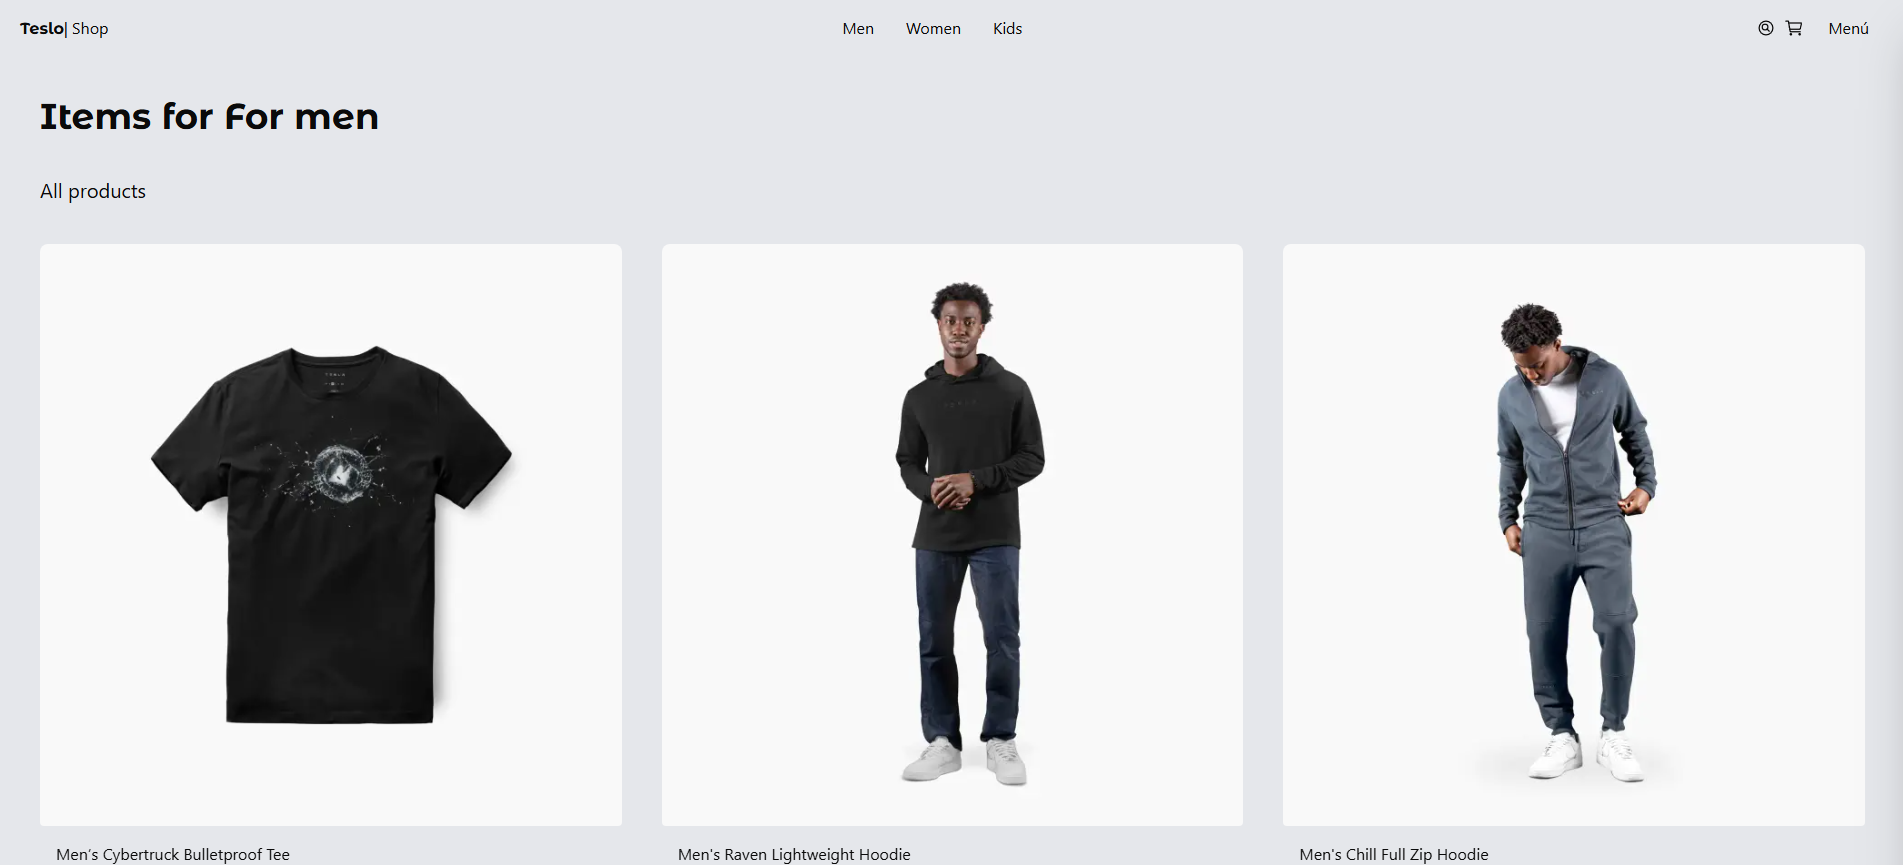 Teslo| Shop
Men Women Kids
Menú
Items for For men
All products
Men's Cybertruck Bulletproof Tee
Men's Raven Lightweight Hoodie
Men's Chill Full Zip Hoodie